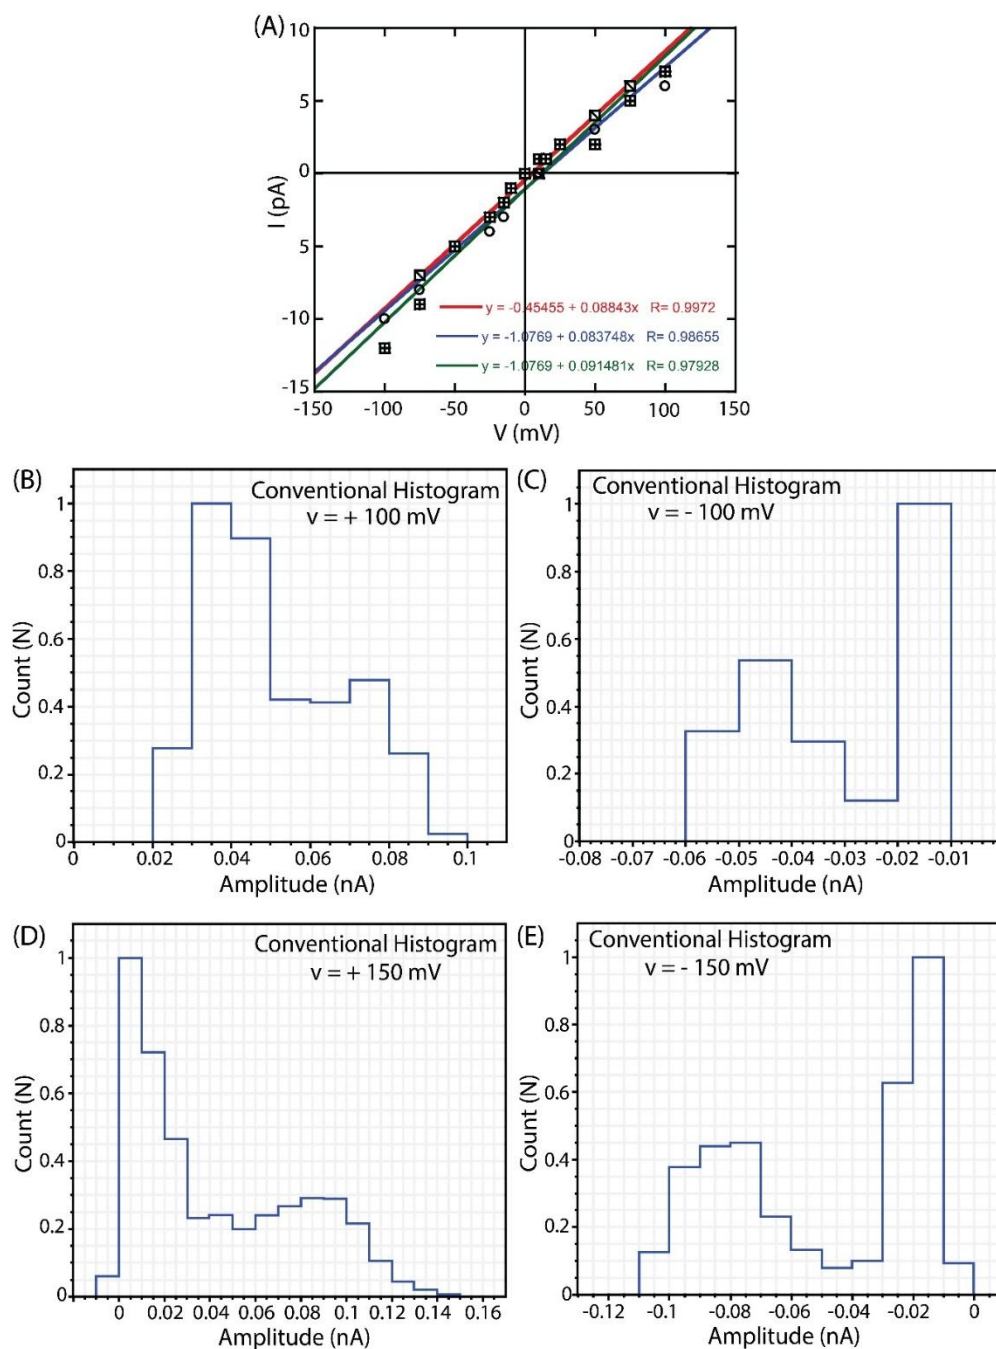 (A)
10
5
0
5
-10
-15
I (pA)
-150 -100 -50 0 50 100 150
V (mV)
y = -0.45455 + 0.08843x R= 0.9972
y = -1.0769 + 0.083748x R= 0.98655
y = -1.0769 + 0.091481x R= 0.97928
(B)
Conventional Histogram
v = + 100 mV
1
0.8
0.6
0.4
0.2
0
Count (N)
0 0.02 0.04 0.06 0.08 0.1
Amplitude (nA)
(C)
Conventional Histogram
v = - 100 mV
1
0.8
0.6
0.4
0.2
0
Count (N)
-0.08 -0.07 -0.06 -0.05 -0.04 -0.03 -0.02 -0.01
Amplitude (nA)
(D)
Conventional Histogram
v = + 150 mV
1
0.8
0.6
0.4
0.2
0
Count (N)
0 0.02 0.04 0.06 0.08 0.1 0.12 0.14 0.16
Amplitude (nA)
(E)
Conventional Histogram
v = - 150 mV
1
0.8
0.6
0.4
0.2
0
Count (N)
-0.12 -0.1 -0.08 -0.06 -0.04 -0.02 0
Amplitude (nA)